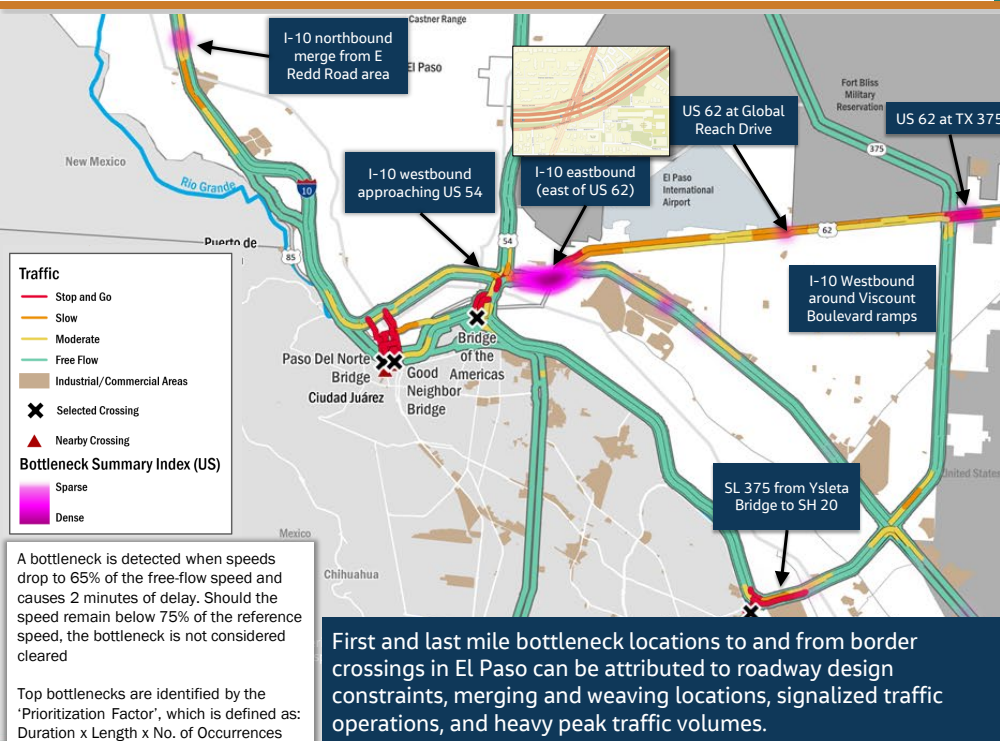 Castner Range
I-10 northbound
merge from E
Redd Road area
El Paso
Fort Bliss
Military
Reservation
US 62 at Global
Reach Drive
US 62 at TX 375
375
New Mexico
Rio Grande
10
I-10 westbound
approaching US 54
I-10 eastbound
(east of US 62)
El Paso
International
Airport
54
62
Puerto de
85
I-10 Westbound
around Viscount
Boulevard ramps
Traffic
Stop and Go
Slow
Moderate
Free Flow
Industrial/Commercial Areas
Selected Crossing
Nearby Crossing
Bottleneck Summary Index (US)
Sparse
Dense
Paso Del Norte
Bridge
Ciudad Juárez
Good
Neighbor
Bridge
Bridge
of the
Americas
United States
SL 375 from Ysleta
Bridge to SH 20
Mexico
Chihuahua
A bottleneck is detected when speeds
drop to 65% of the free-flow speed and
causes 2 minutes of delay. Should the
speed remain below 75% of the reference
speed, the bottleneck is not considered
cleared
Top bottlenecks are identified by the
‘Prioritization Factor’, which is defined as:
Duration x Length x No. of Occurrences
First and last mile bottleneck locations to and from border
crossings in El Paso can be attributed to roadway design
constraints, merging and weaving locations, signalized traffic
operations, and heavy peak traffic volumes.